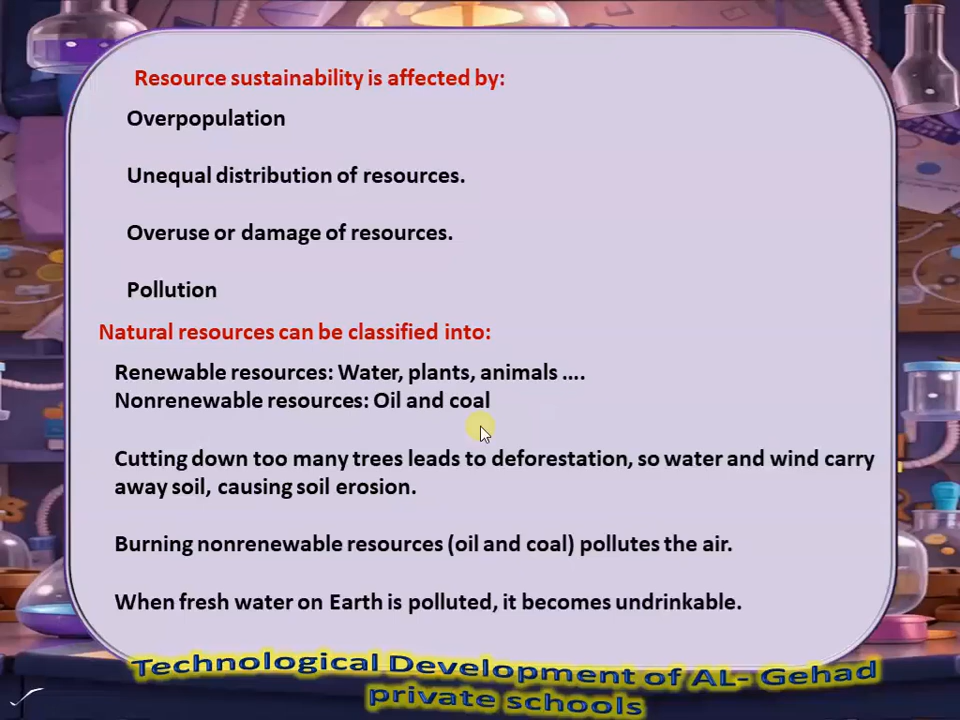 Resource sustainability is affected by:
Overpopulation
Unequal distribution of resources.
Overuse or damage of resources.
Pollution
Natural resources can be classified into:
Renewable resources: Water, plants, animals ....
Nonrenewable resources: Oil and coal
Cutting down too many trees leads to deforestation, so water and wind carry
away soil, causing soil erosion.
Burning nonrenewable resources (oil and coal) pollutes the air.
When fresh water on Earth is polluted, it becomes undrinkable.
Technological Development of AL- Gehad
private schools